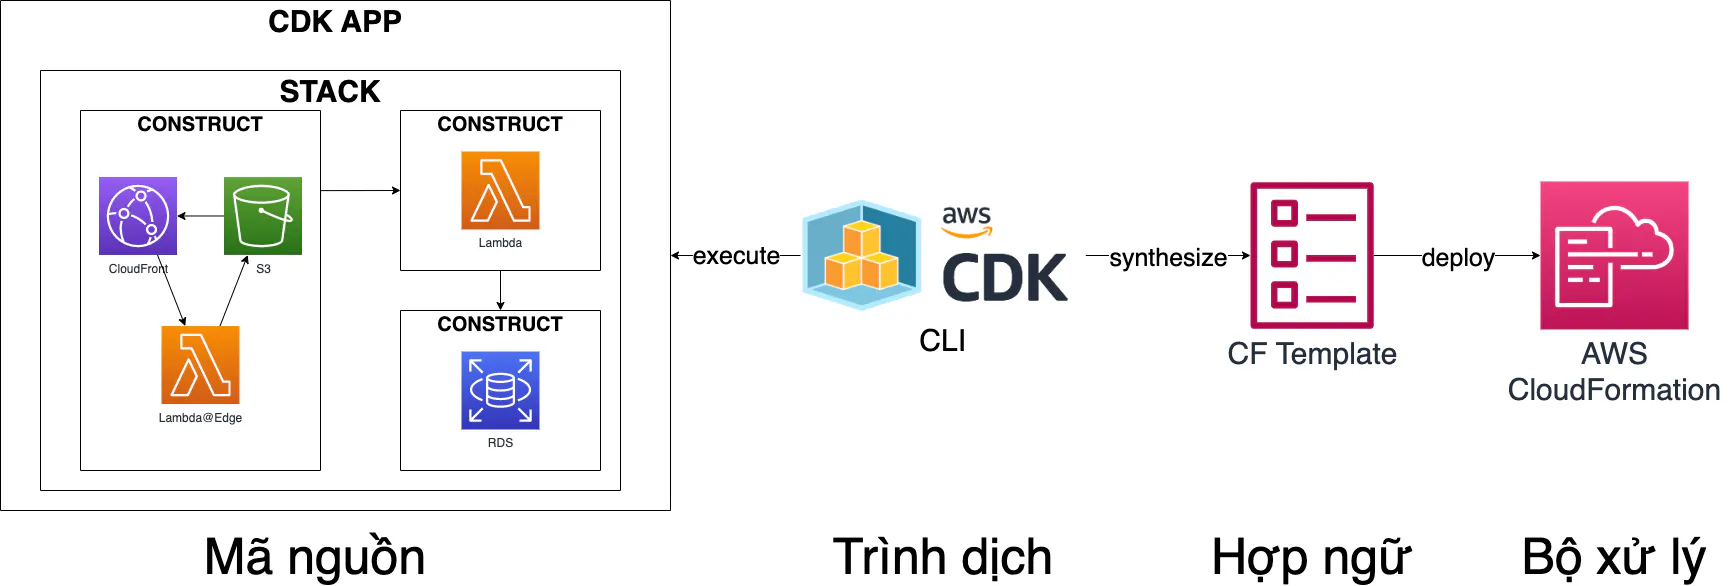 CDK APP
STACK
CONSTRUCT
CloudFront
S3
Lambda@Edge
CONSTRUCT
Lambda
CONSTRUCT
RDS
execute
aws
CDK
CLI
synthesize
CF Template
deploy
AWS
CloudFormation
Mã nguồn
Trình dịch
Hợp ngữ
Bộ xử lý